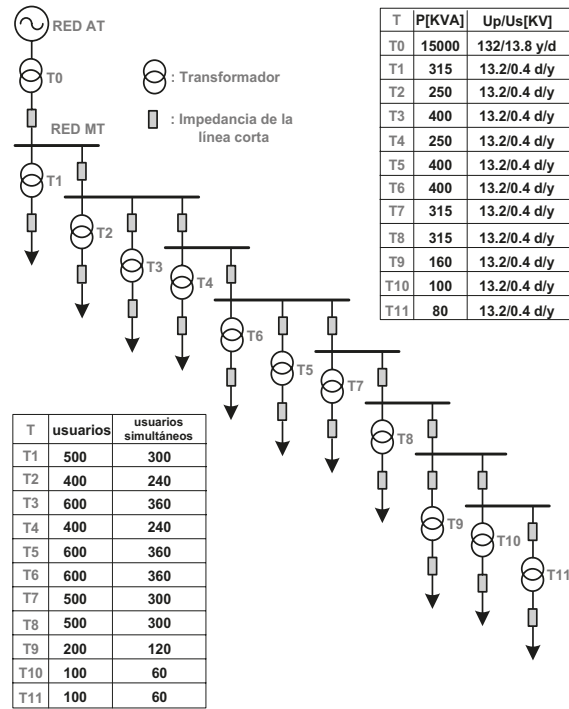 RED AT
T0
: Transformador
: Impedancia de la
línea corta
RED MT
T1
T2
T3
T4
T6
T5
T7
T8
T9
T10
T11
T P[KVA] Up/Us[KV]
T0 15000 132/13.8 y/d
T1 315 13.2/0.4 d/y
T2 250 13.2/0.4 d/y
T3 400 13.2/0.4 d/y
T4 250 13.2/0.4 d/y
T5 400 13.2/0.4 d/y
T6 400 13.2/0.4 d/y
T7 315 13.2/0.4 d/y
T8 315 13.2/0.4 d/y
T9 160 13.2/0.4 d/y
T10 100 13.2/0.4 d/y
T11 80 13.2/0.4 d/y
T usuarios usuarios
simultáneos
T1 500 300
T2 400 240
T3 600 360
T4 400 240
T5 600 360
T6 600 360
T7 500 300
T8 500 300
T9 200 120
T10 100 60
T11 100 60